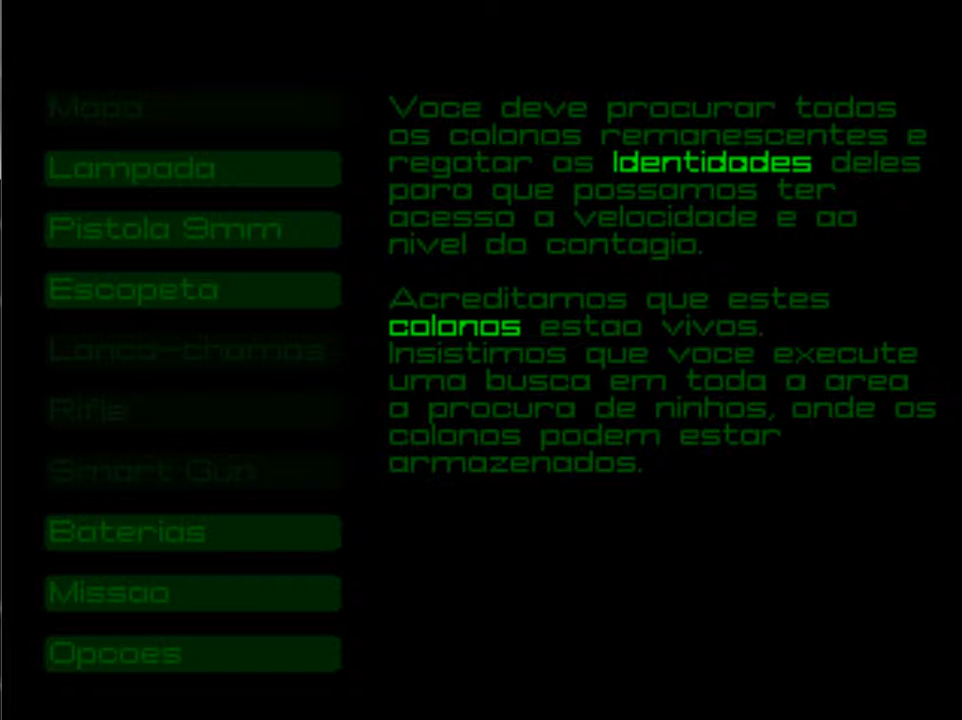 Mapa
Lampada
Pistola 9mm
Escopeta
Lanca-chamas
Rifle
Smart Gun
Baterias
Missao
Opcoes
Voce deve procurar todos
os colonos remanescentes e
regatar as Identidades deles
para que possamos ter
acesso a velocidade e ao
nivel do contagio.
Acreditamos que estes
colonos estao vivos.
Insistimos que voce execute
uma busca em toda a area
a procura de ninhos, onde os
colonos podem estar
armazenados.